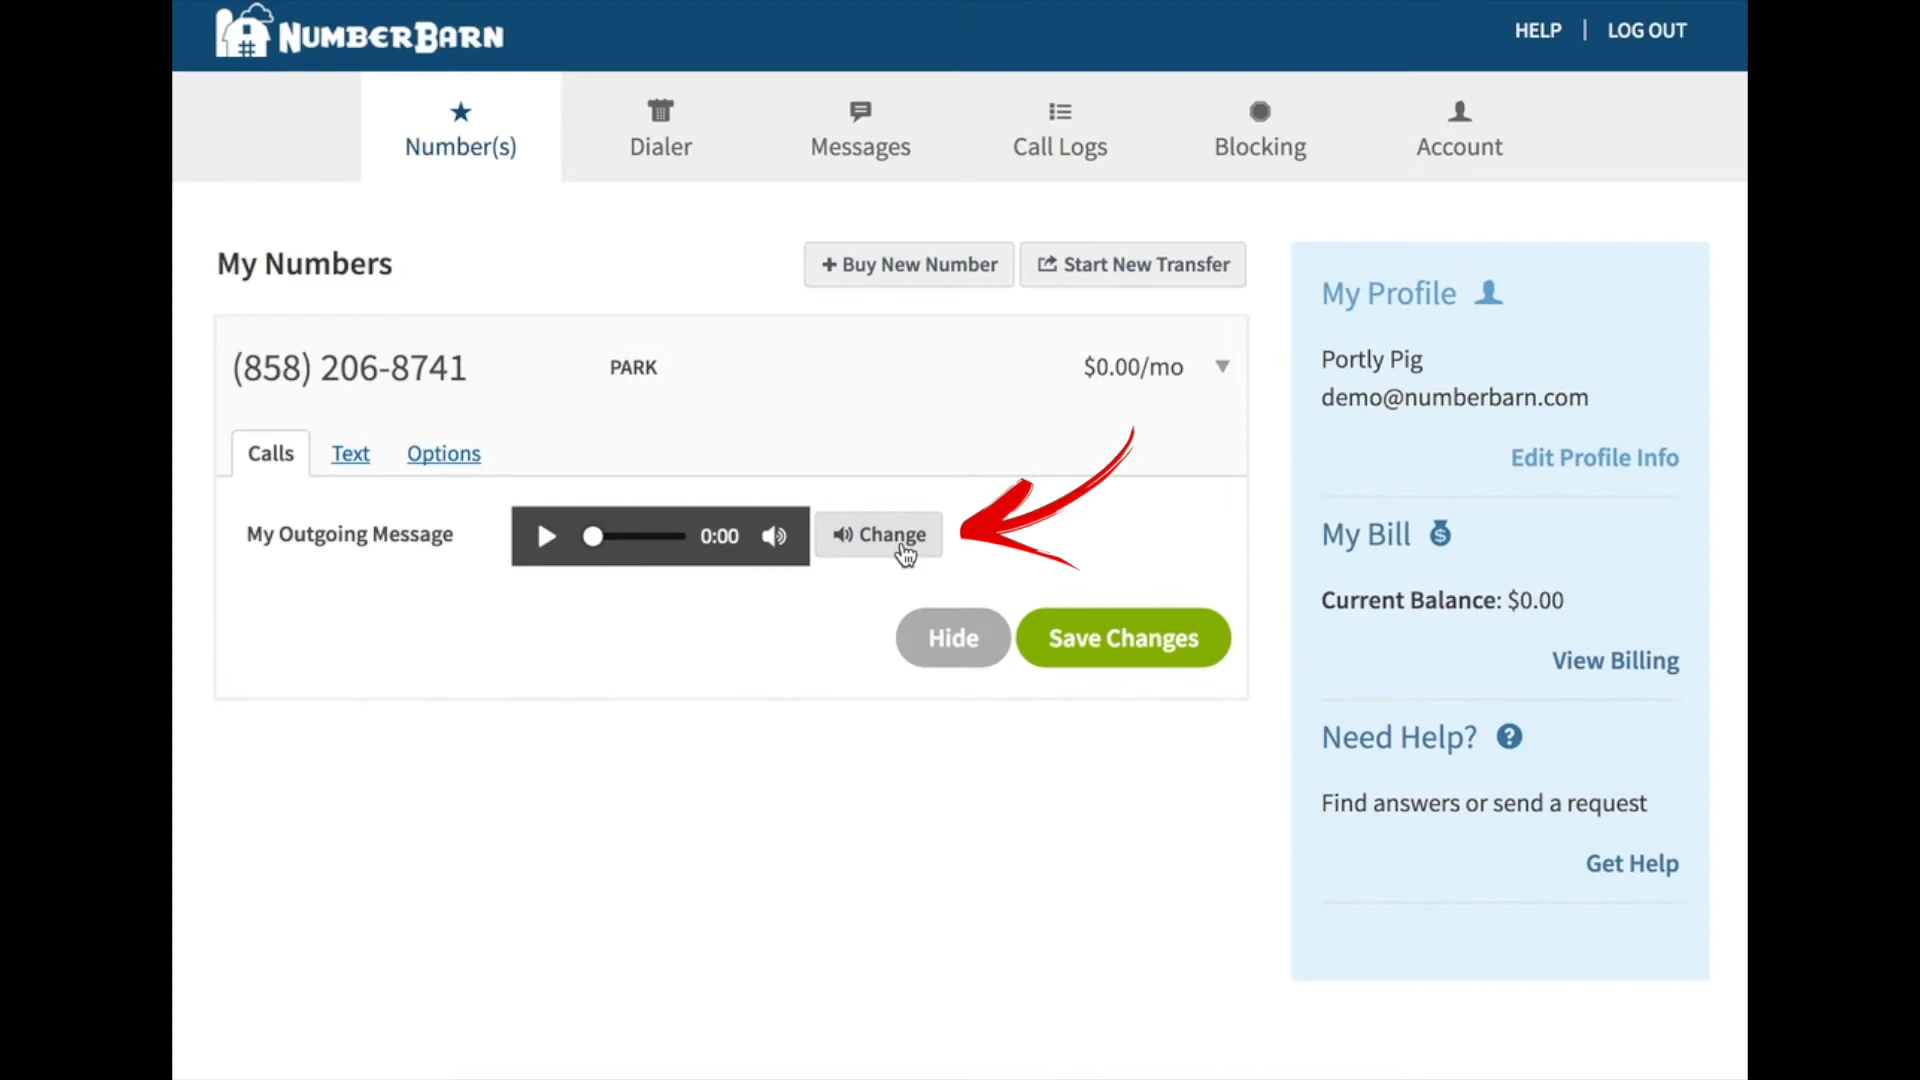 NUMBERBARN
HELP | LOG OUT
Number(s)
Dialer
Messages
Call Logs
Blocking
Account
My Numbers
+ Buy New Number
Start New Transfer
(858) 206-8741
PARK
$0.00/mo
Calls
Text
Options
My Outgoing Message
0:00
Change
Hide
Save Changes
My Profile
Portly Pig
demo@numberbarn.com
Edit Profile Info
My Bill
Current Balance: $0.00
View Billing
Need Help?
Find answers or send a request
Get Help